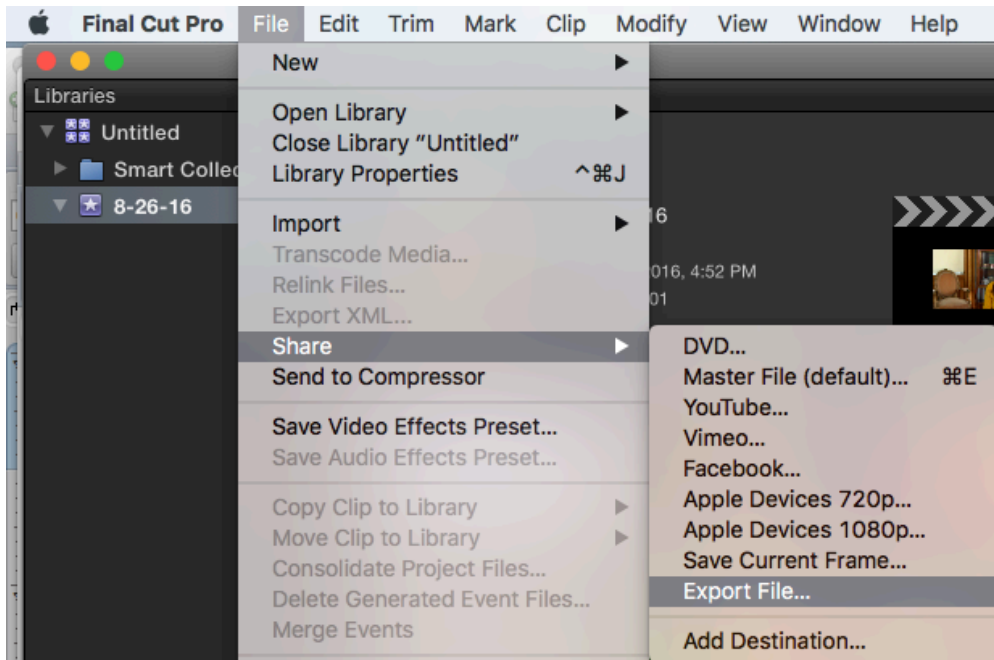 Final Cut Pro File Edit Trim Mark Clip Modify View Window Help
Libraries
Untitled
Smart Collec
8-26-16
New
Open Library
Close Library “Untitled”
Library Properties ^⌘J
Import
Transcode Media...
Relink Files...
Export XML...
Share
Send to Compressor
Save Video Effects Preset...
Save Audio Effects Preset...
Copy Clip to Library
Move Clip to Library
Consolidate Project Files...
Delete Generated Event Files...
Merge Events
16
016, 4:52 PM
01
DVD...
Master File (default)... ⌘E
YouTube...
Vimeo...
Facebook...
Apple Devices 720p...
Apple Devices 1080p...
Save Current Frame...
Export File...
Add Destination...